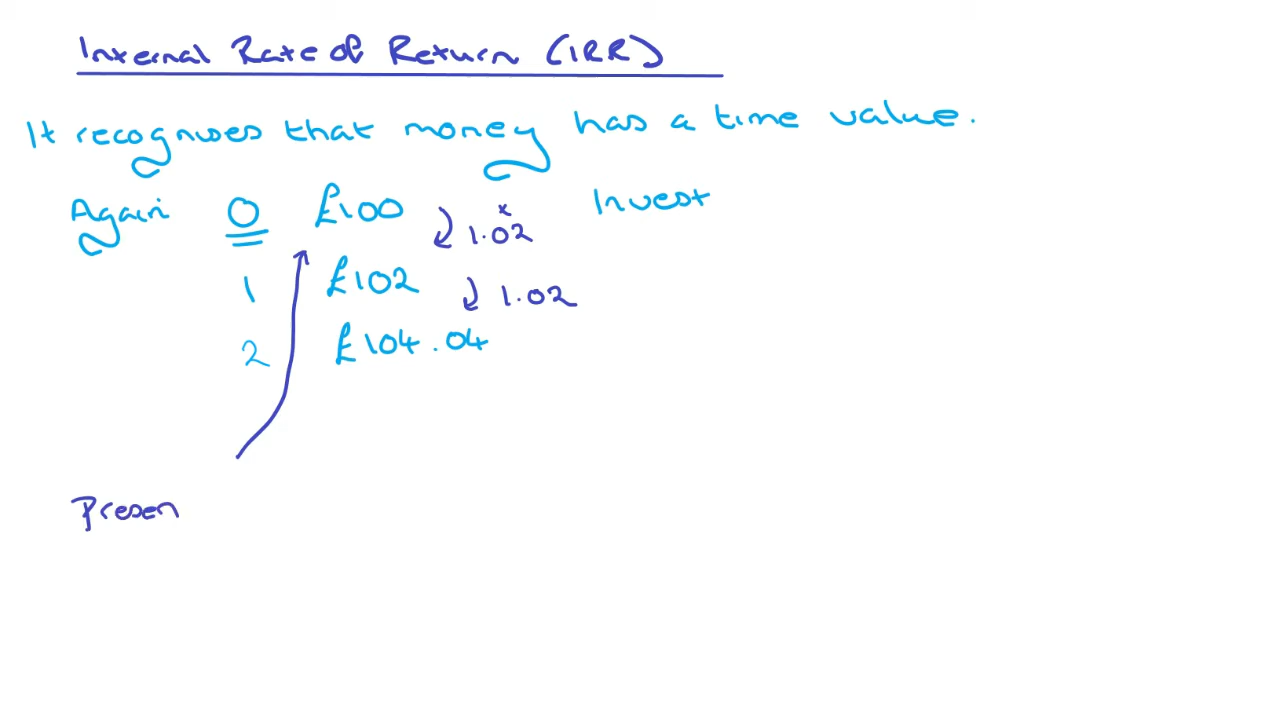 Internal Rate of Return (IRR)
It recognises that money has a time value.
Again 0 £100 × 1.02 Invest
1 £102 1.02
2 £104.04
Presen